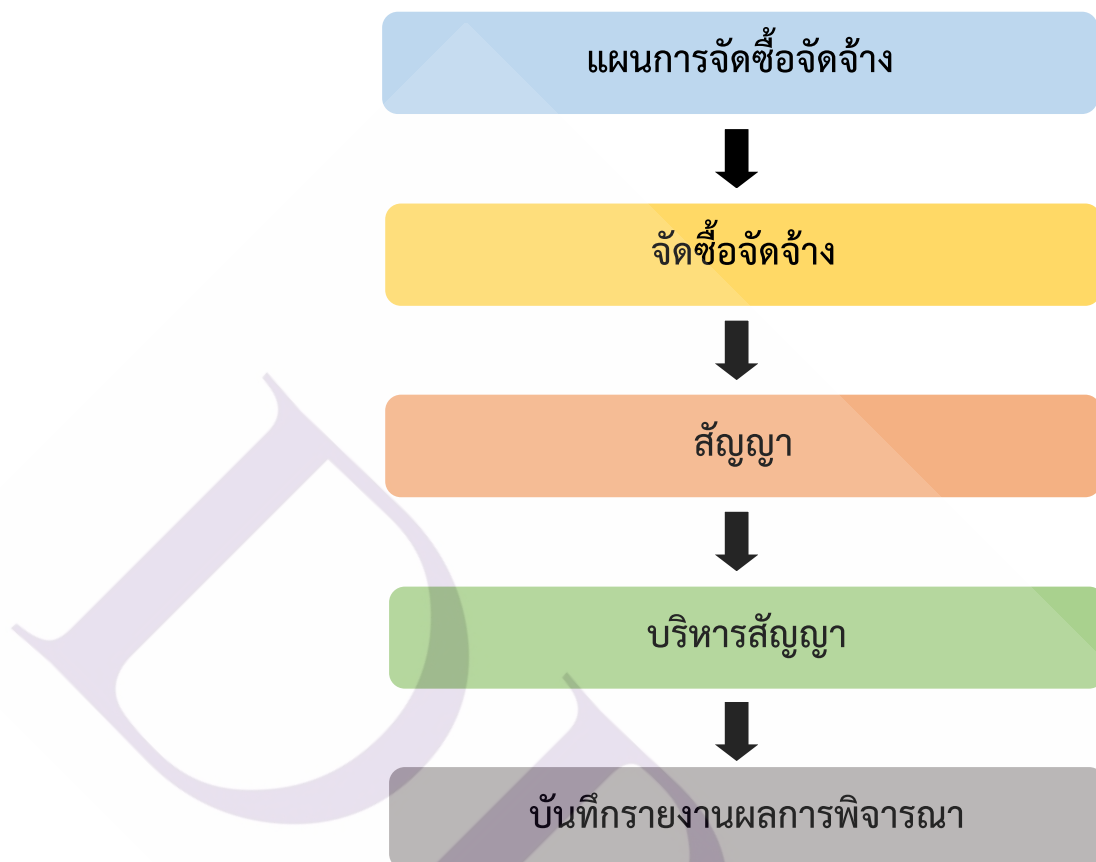 แผนการจัดซื้อจัดจ้าง
จัดซื้อจัดจ้าง
สัญญา
บริหารสัญญา
บันทึกรายงานผลการพิจารณา